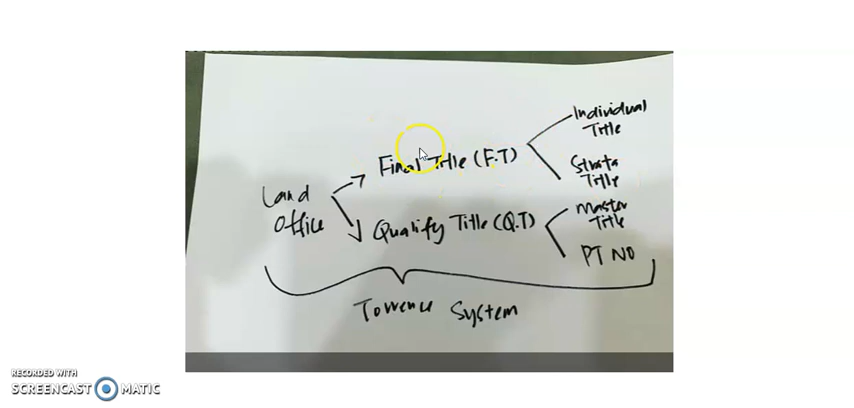 Individual
Title
Final Title (F.T)
Strata
Title
Land
Office
Qualify Title (Q.T)
Master
Title
PT NO
Torrence System
RECORDED WITH
SCREENCAST MATIC